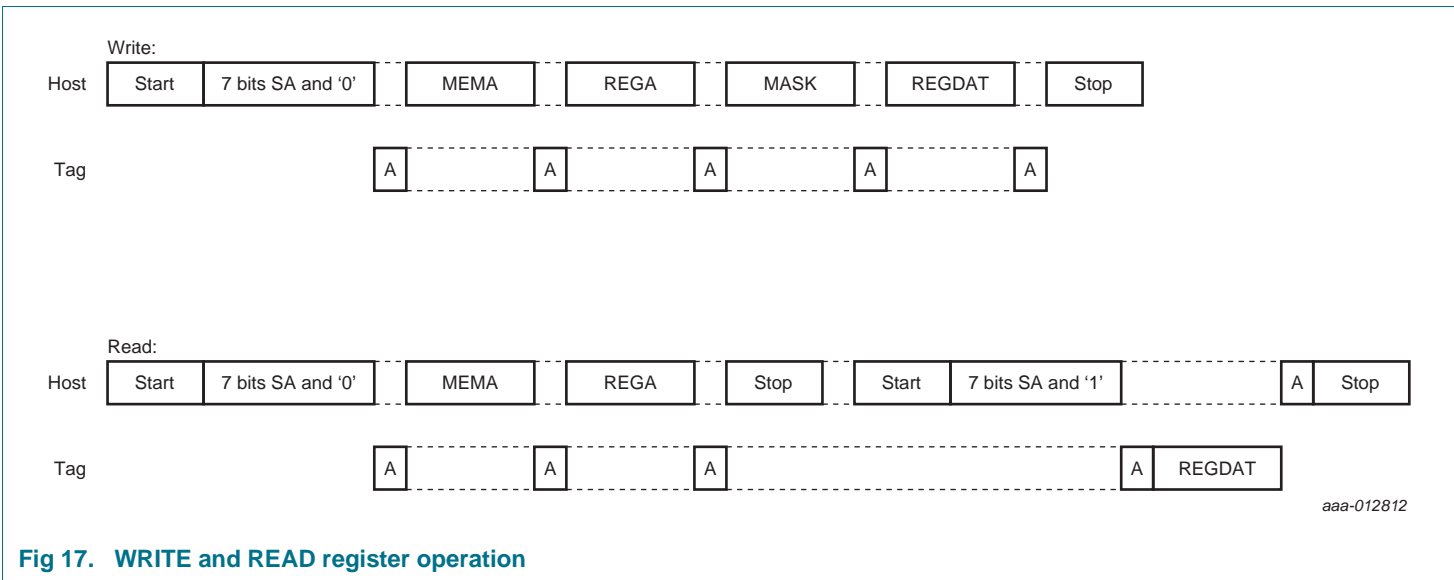 Write:
Host Start 7 bits SA and ‘0’ MEMA REGA MASK REGDAT Stop
Tag A A A A A
Read:
Host Start 7 bits SA and ‘0’ MEMA REGA Stop Start 7 bits SA and ‘1’ A Stop
Tag A A A A REGDAT
aaa-012812
Fig 17. WRITE and READ register operation